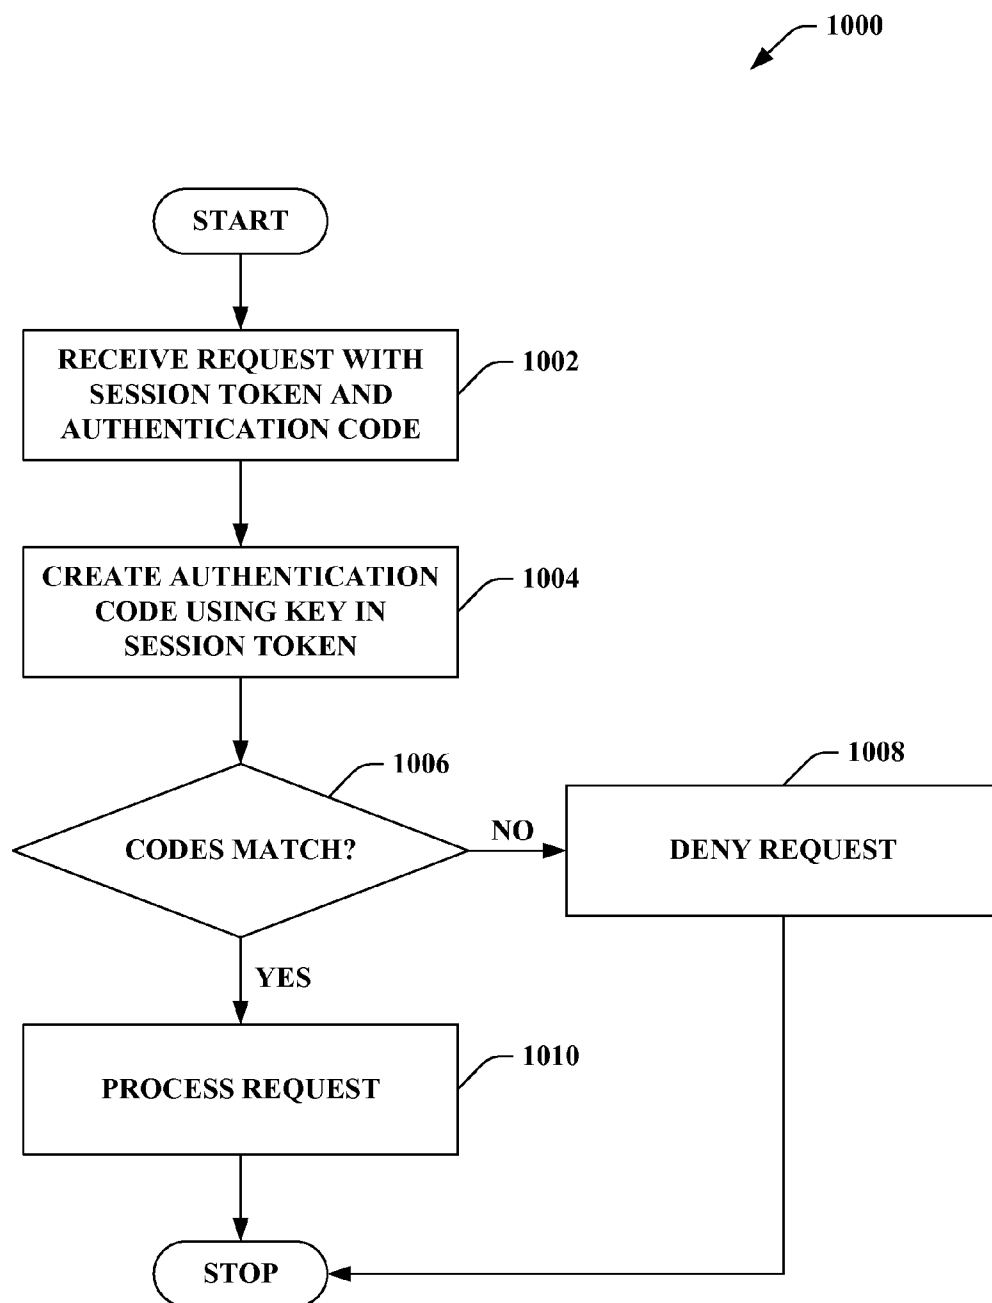 1000
START
RECEIVE REQUEST WITH
SESSION TOKEN AND
AUTHENTICATION CODE
1002
CREATE AUTHENTICATION
CODE USING KEY IN
SESSION TOKEN
1004
CODES MATCH?
1006
NO
DENY REQUEST
1008
YES
PROCESS REQUEST
1010
STOP